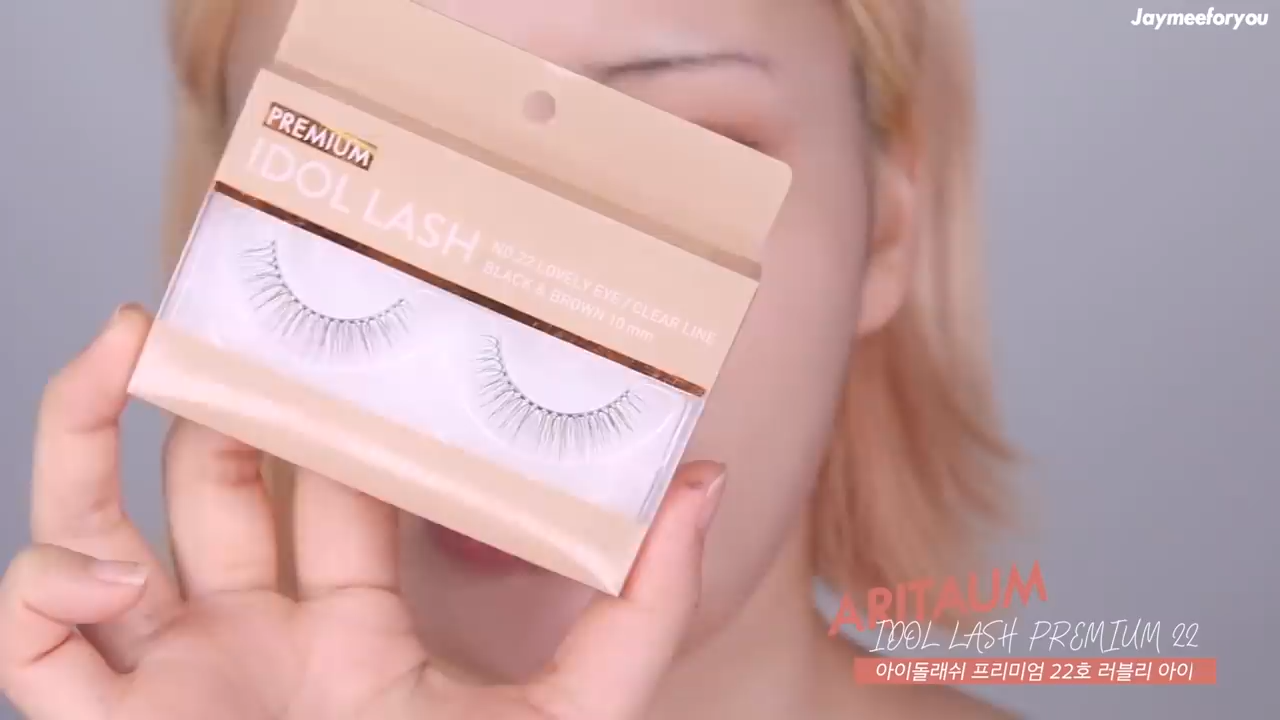 Jaymeeforyou
PREMIUM
IDOL LASH
NO.22 LOVELY EYE / CLEAR LINE
BLACK & BROWN 10 mm
ARITAUM
IDOL LASH PREMIUM 22
아이돌래쉬 프리미엄 22호 러블리 아이